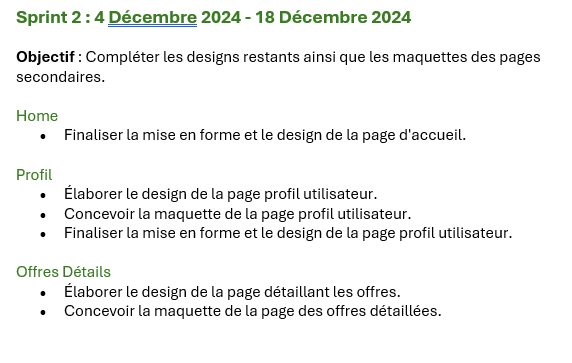 Sprint 2 : 4 Décembre 2024 - 18 Décembre 2024
Objectif : Compléter les designs restants ainsi que les maquettes des pages
secondaires.
Home
• Finaliser la mise en forme et le design de la page d'accueil.
Profil
• Élaborer le design de la page profil utilisateur.
• Concevoir la maquette de la page profil utilisateur.
• Finaliser la mise en forme et le design de la page profil utilisateur.
Offres Détails
• Élaborer le design de la page détaillant les offres.
• Concevoir la maquette de la page des offres détaillées.